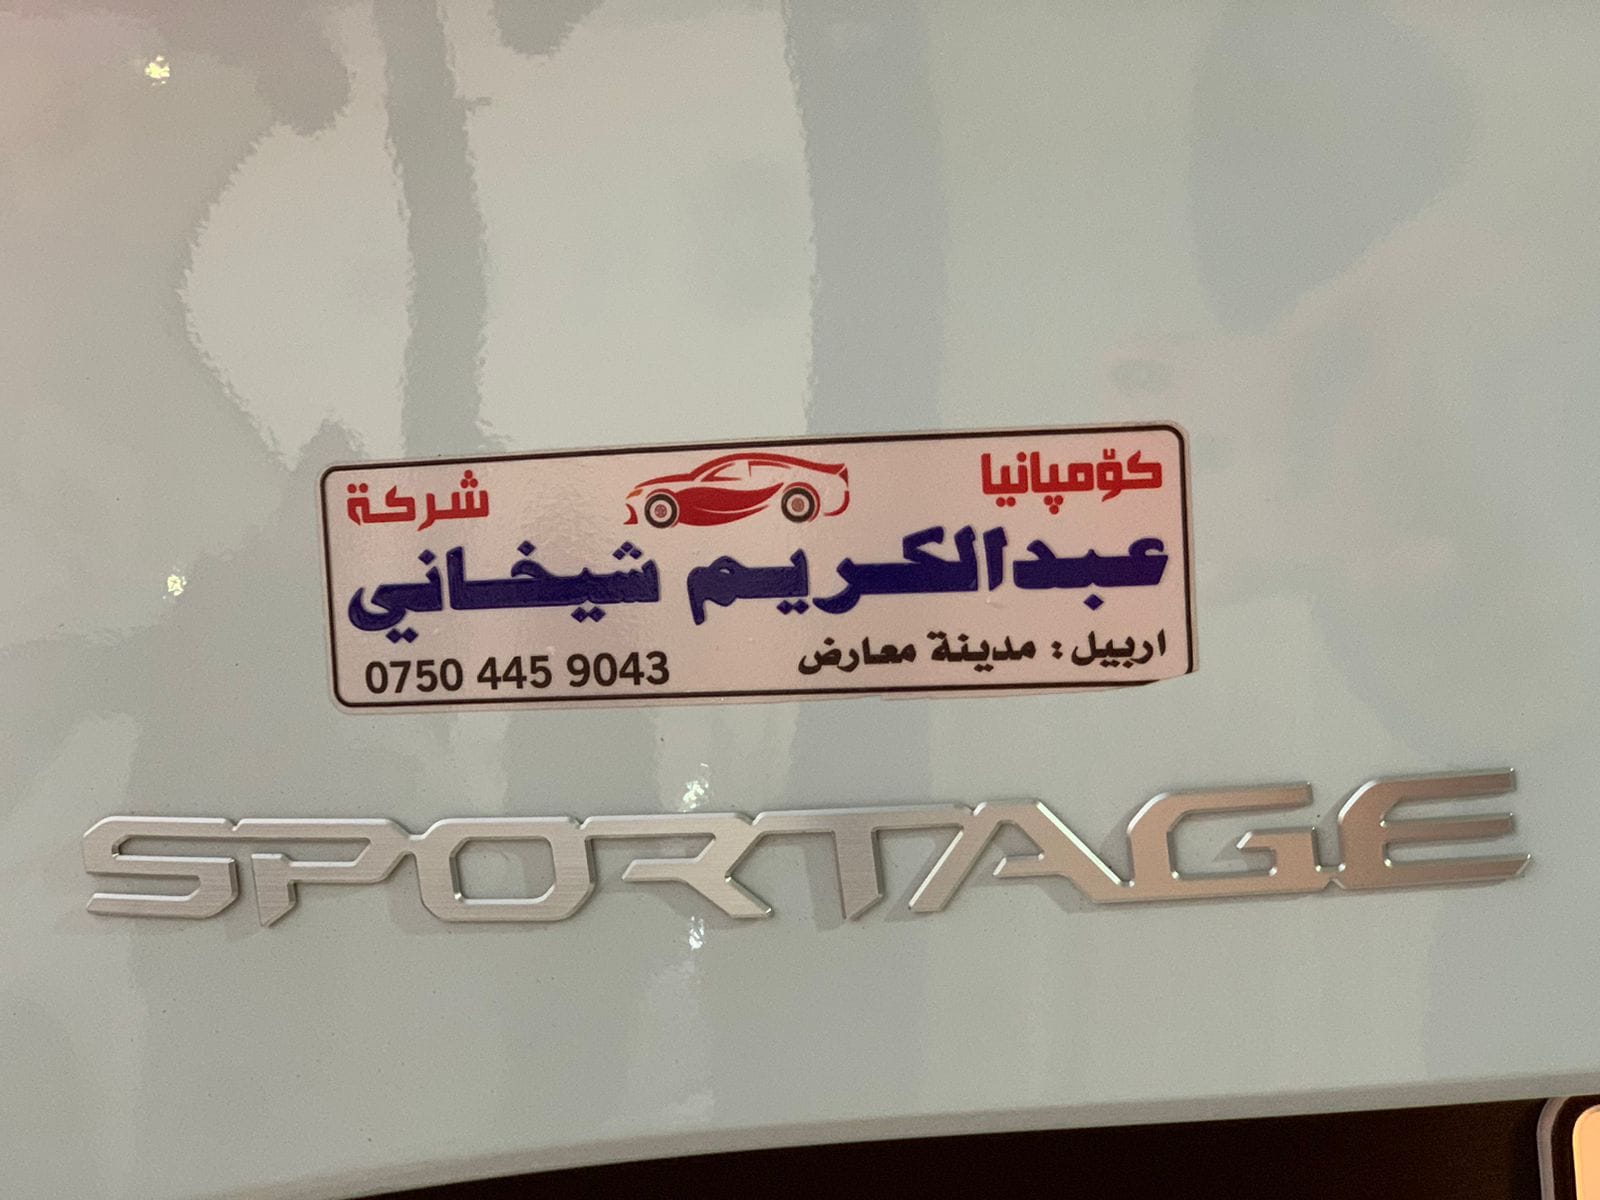 كۆمپانیا شركة
عبدالكريم شيخاني
اربيل : مدينة معارض 0750 445 9043
SPORTAGE